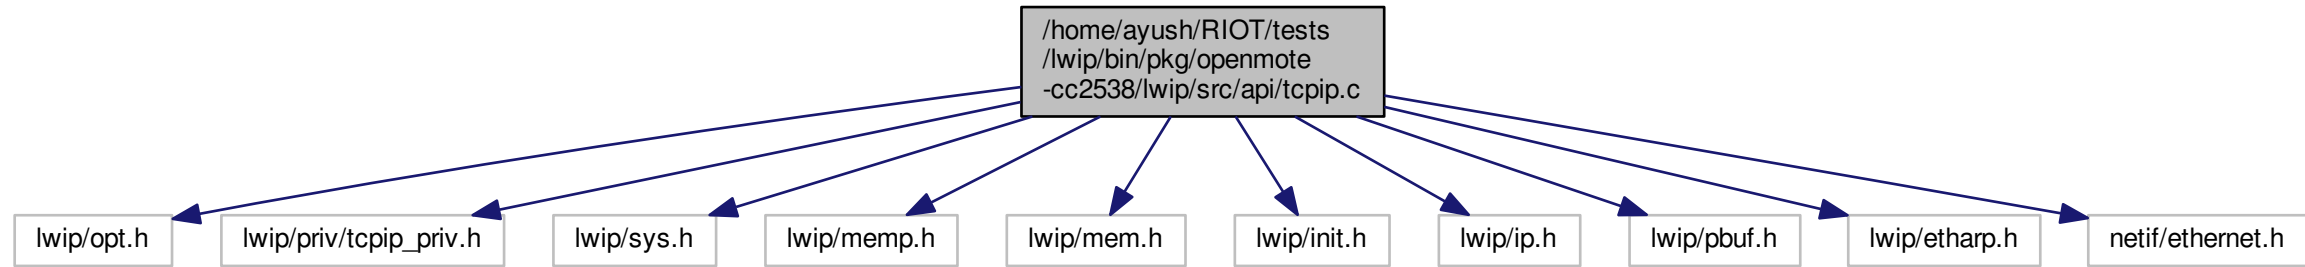 /home/ayush/RIOT/tests
/lwip/bin/pkg/openmote
-cc2538/lwip/src/api/tcpip.c
lwip/opt.h
lwip/priv/tcpip_priv.h
lwip/sys.h
lwip/memp.h
lwip/mem.h
lwip/init.h
lwip/ip.h
lwip/pbuf.h
lwip/etharp.h
netif/ethernet.h